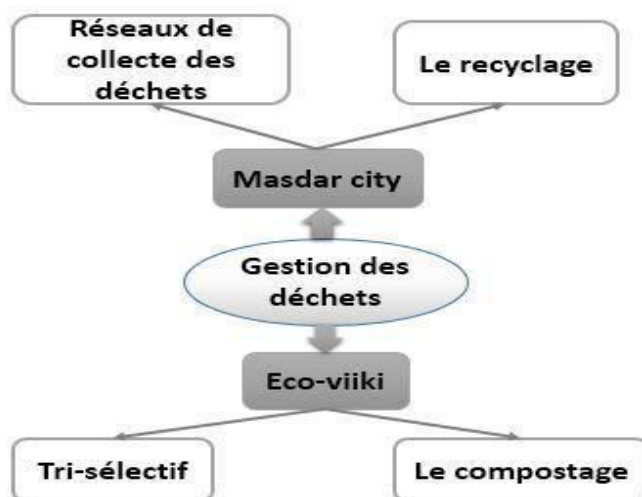 Réseaux de
collecte des
déchets
Le recyclage
Masdar city
Gestion des
déchets
Eco-viiki
Tri-sélectif
Le compostage